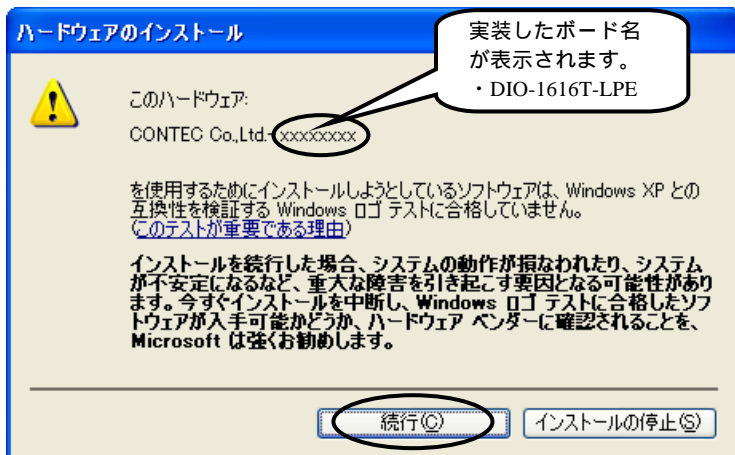 ハードウェアのインストール
実装したボード名
が表示されます。
・DIO-1616T-LPE
このハードウェア:
CONTEC Co.,Ltd.- xxxxxxxx
を使用するためにインストールしようとしているソフトウェアは、Windows XP との
互換性を検証する Windows ロゴ テストに合格していません。
(このテストが重要である理由)
インストールを続行した場合、システムの動作が損なわれたり、システム
が不安定になるなど、重大な障害を引き起こす要因となる可能性があり
ます。今すぐインストールを中断し、Windows ロゴ テストに合格したソフ
トウェアが入手可能かどうか、ハードウェア ベンダーに確認されることを、
Microsoft は強くお勧めします。
続行(C)
インストールの停止(S)